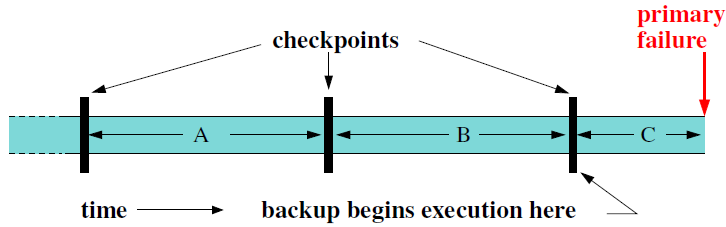 primary
failure
checkpoints
A
B
C
time
backup begins execution here